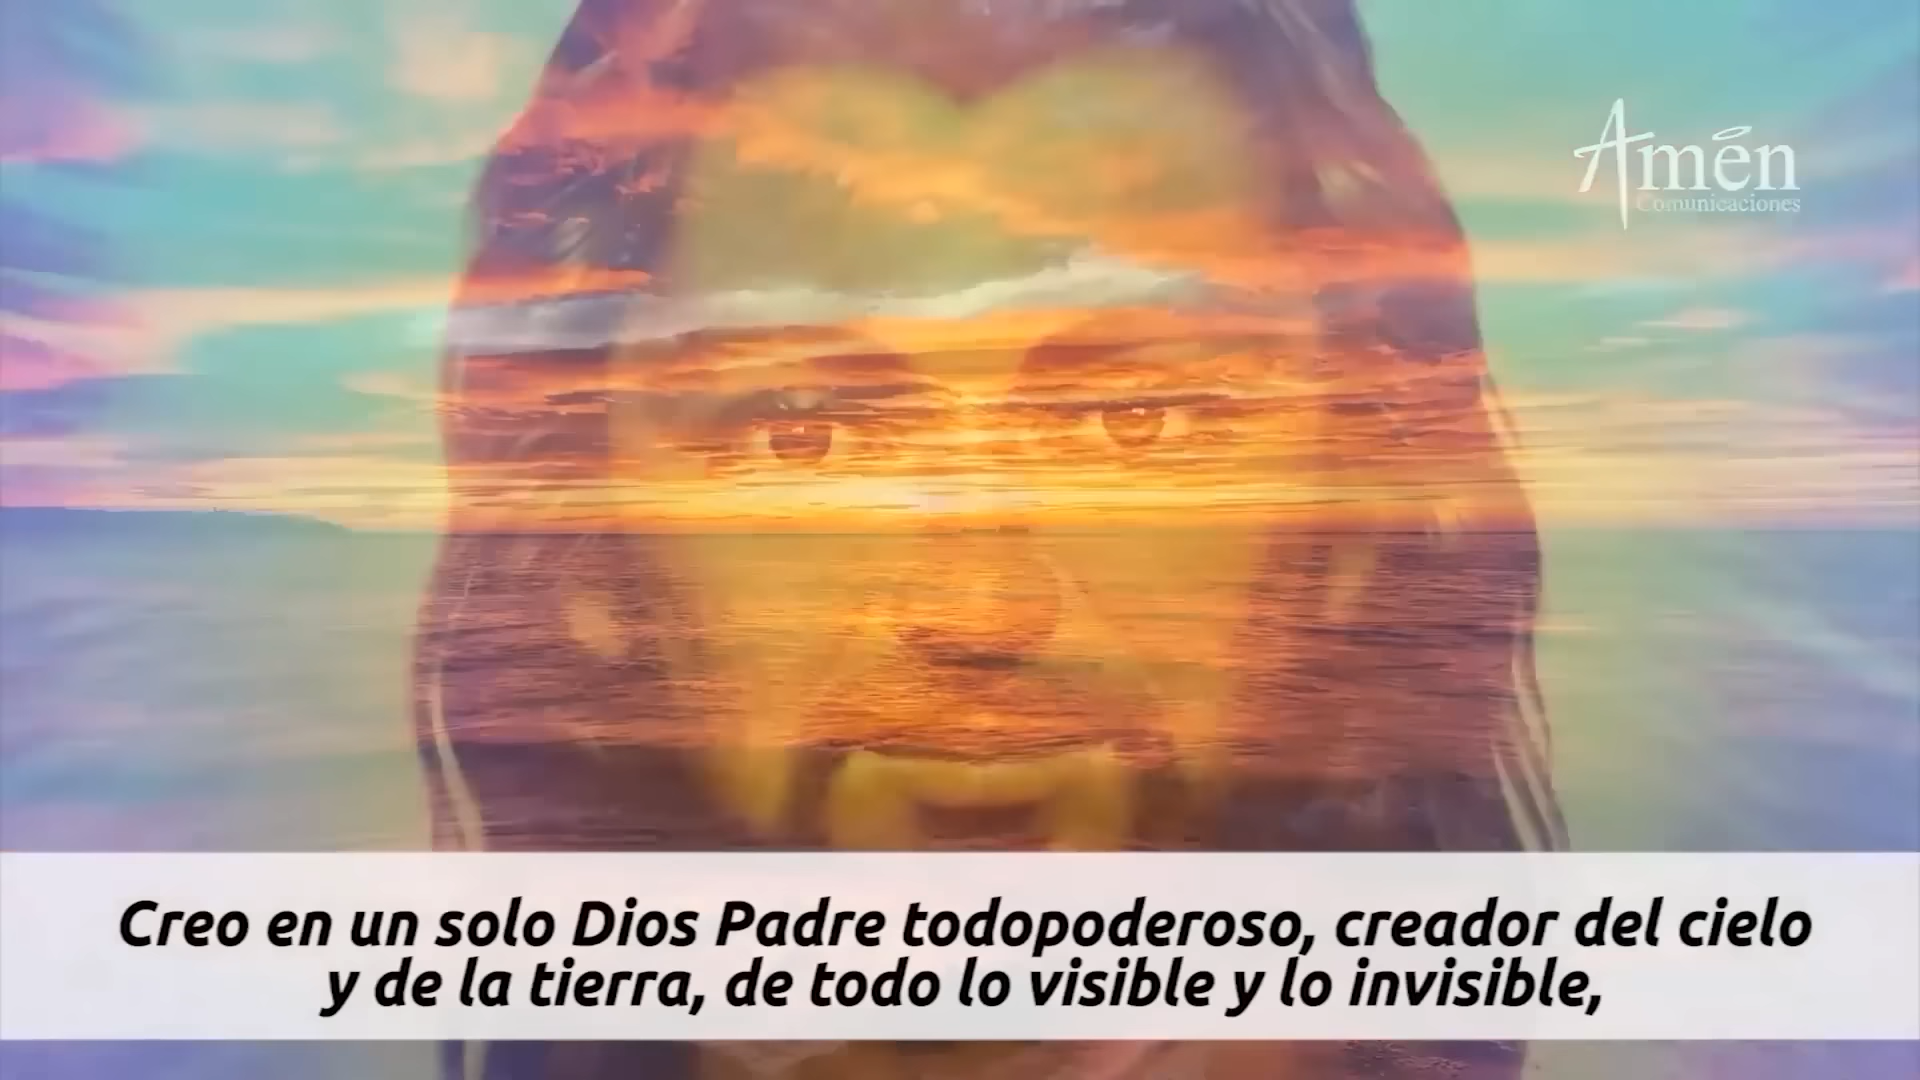 Amén
Comunicaciones
Creo en un solo Dios Padre todopoderoso, creador del cielo
y de la tierra, de todo lo visible y lo invisible,